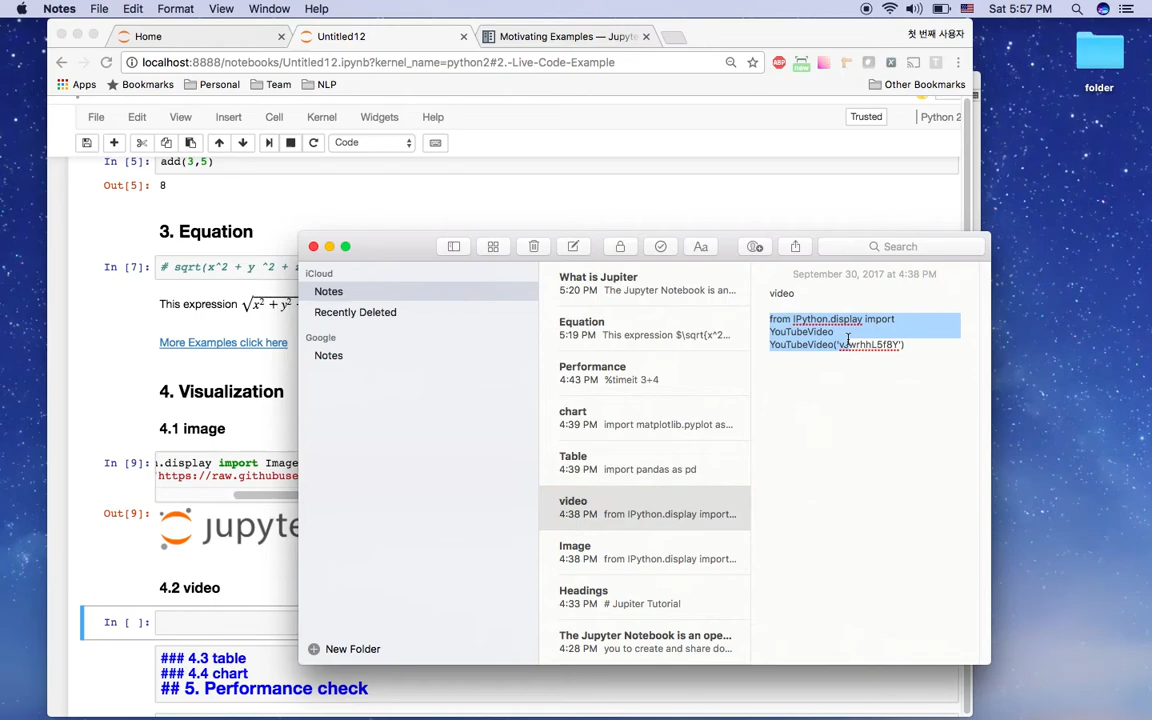 Notes File Edit Format View Window Help Sat 5:57 PM
Home Untitled12 Motivating Examples — Jupyte 첫 번째 사용자
localhost:8888/notebooks/Untitled12.ipynb?kernel_name=python2#2.-Live-Code-Example
Apps Bookmarks Personal Team NLP Other Bookmarks
folder
File Edit View Insert Cell Kernel Widgets Help Trusted Python 2
Code
In [5]: add(3,5)
Out[5]: 8
3. Equation
In [7]: # sqrt(x^2 + y ^2 + z
This expression √x² + y²
More Examples click here
4. Visualization
4.1 image
In [9]: n.display import Image
'https://raw.githubuse
Out[9]: jupyte
4.2 video
In [ ]:
### 4.3 table
### 4.4 chart
## 5. Performance check
Search
iCloud
Notes
Recently Deleted
Google
Notes
New Folder
What is Jupiter
5:20 PM The Jupyter Notebook is an...
Equation
5:19 PM This expression $\sqrt{x^2...
Performance
4:43 PM %timeit 3+4
chart
4:39 PM import matplotlib.pyplot as...
Table
4:39 PM import pandas as pd
video
4:38 PM from IPython.display import...
Image
4:38 PM from IPython.display import...
Headings
4:33 PM # Jupiter Tutorial
The Jupyter Notebook is an ope...
4:28 PM you to create and share do...
September 30, 2017 at 4:38 PM
video
from IPython.display import
YouTubeVideo
YouTubeVideo('vJwrhhL5f8Y')